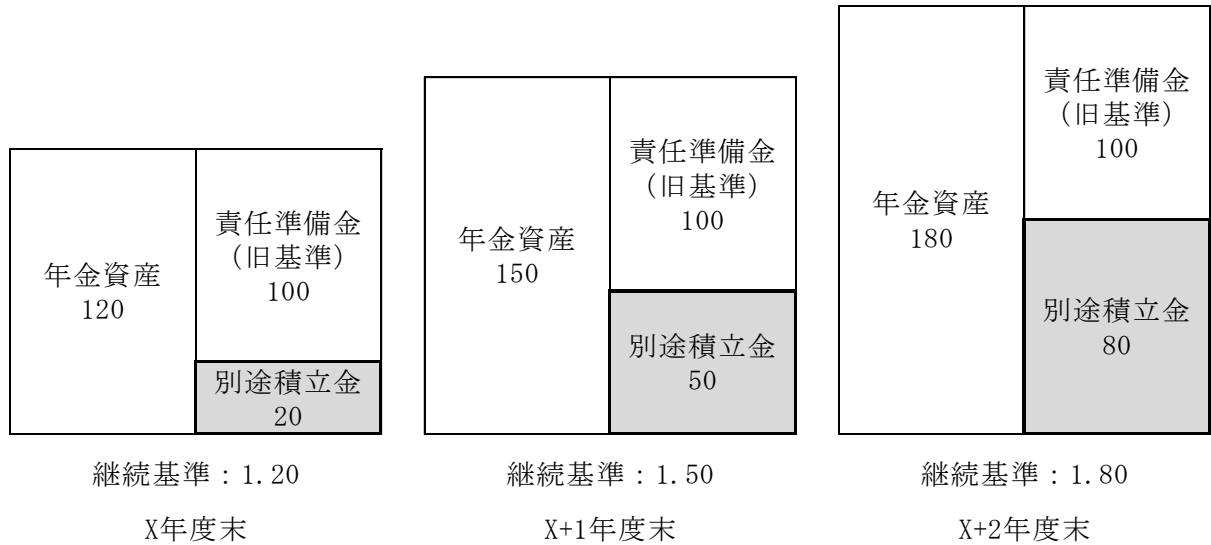 年金資産
120
責任準備金
(旧基準)
100
別途積立金
20
継続基準：1.20
X年度末
年金資産
150
責任準備金
(旧基準)
100
別途積立金
50
継続基準：1.50
X+1年度末
年金資産
180
責任準備金
(旧基準)
100
別途積立金
80
継続基準：1.80
X+2年度末